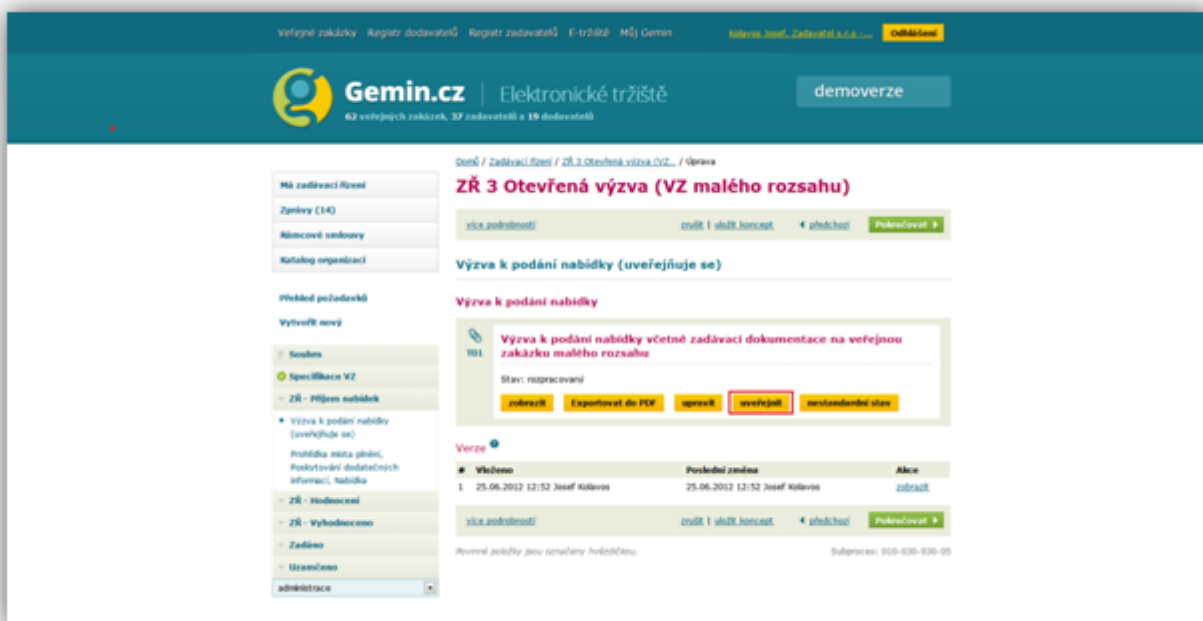 Veřejné zakázky Registr dodavatelů Registr zadavatelů E-tržiště Můj Gemin
Kolavos Josef, Zadavatel s.r.o -... Odhlášení
Gemin.cz | Elektronické tržiště
demoverze
62 veřejných zakázek, 37 zadavatelů a 19 dodavatelů
Má zadávací řízení
Zprávy (14)
Rámcové smlouvy
Katalog organizací
Přehled požadavků
Vytvořit nový
Souhrn
Specifikace VZ
ZŘ - Příjem nabídek
Výzva k podání nabídky
(uveřejňuje se)
Prohlídka místa plnění,
Poskytování dodatečných
informací, Nabídka
ZŘ - Hodnocení
ZŘ - Vyhodnoceno
Zadáno
Uzamčeno
administrace
Domů / Zadávací řízení / ZŘ 3 Otevřená výzva (VZ... / Úprava
ZŘ 3 Otevřená výzva (VZ malého rozsahu)
více podrobností zrušit | uložit koncept předchozí Pokračovat
Výzva k podání nabídky (uveřejňuje se)
Výzva k podání nabídky
T01
Výzva k podání nabídky včetně zadávací dokumentace na veřejnou
zakázku malého rozsahu
Stav: rozpracovaný
zobrazit Exportovat do PDF upravit uveřejnit nestandardní stav
Verze ?
# Vloženo Poslední změna Akce
1 25.06.2012 12:52 Josef Kolavos 25.06.2012 12:52 Josef Kolavos zobrazit
více podrobností zrušit | uložit koncept předchozí Pokračovat
Povinné položky jsou označeny hvězdičkou. Subproces: 010-030-030-05